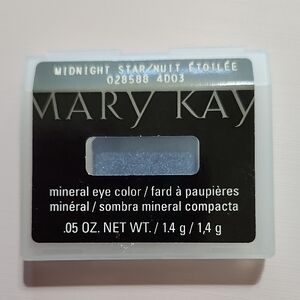 MIDNIGHT STAR/NUIT ÉTOILÉE
028588 4D03
MARY KAY
mineral eye color / fard à paupières
minéral / sombra mineral compacta
.05 OZ. NET WT. / 1.4 g / 1,4 g